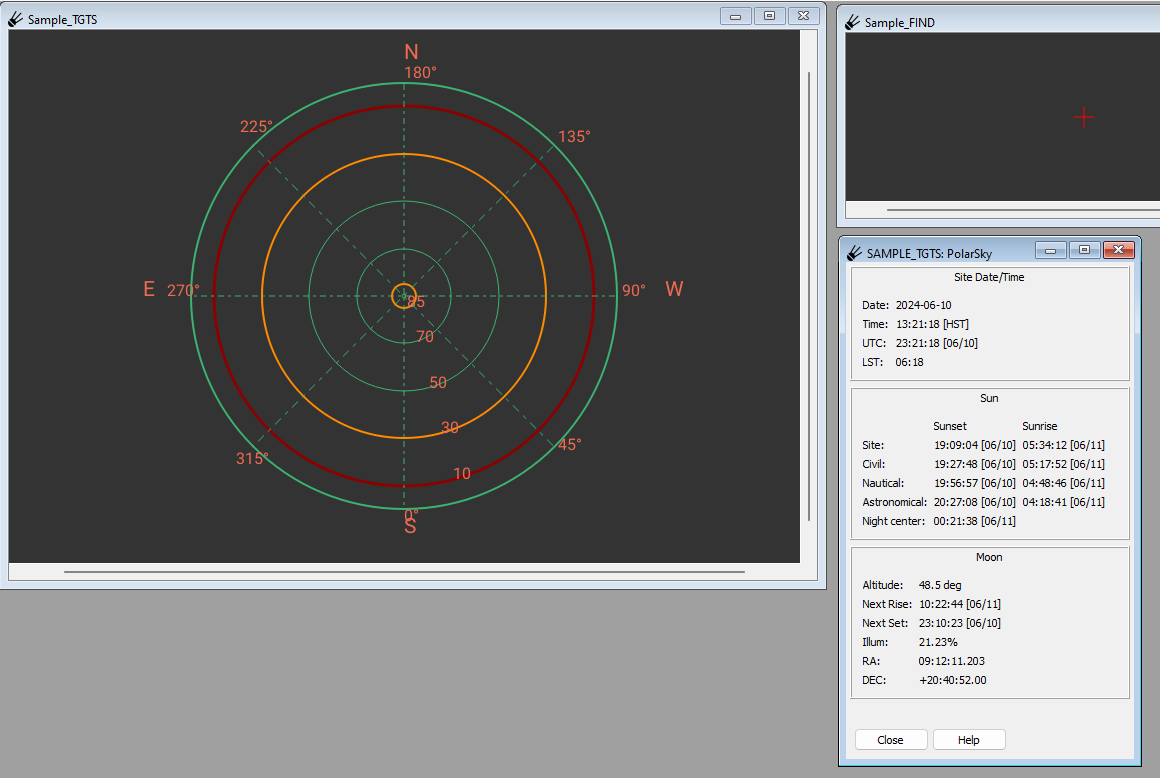 Sample_TGTS
N
180°
225°
135°
E 270°
90° W
85
70
50
30
315°
45°
10
0°
S
Sample_FIND
SAMPLE_TGTS: PolarSky
Site Date/Time
Date: 2024-06-10
Time: 13:21:18 [HST]
UTC: 23:21:18 [06/10]
LST: 06:18
Sun
Sunset Sunrise
Site: 19:09:04 [06/10] 05:34:12 [06/11]
Civil: 19:27:48 [06/10] 05:17:52 [06/11]
Nautical: 19:56:57 [06/10] 04:48:46 [06/11]
Astronomical: 20:27:08 [06/10] 04:18:41 [06/11]
Night center: 00:21:38 [06/11]
Moon
Altitude: 48.5 deg
Next Rise: 10:22:44 [06/11]
Next Set: 23:10:23 [06/10]
Illum: 21.23%
RA: 09:12:11.203
DEC: +20:40:52.00
Close Help